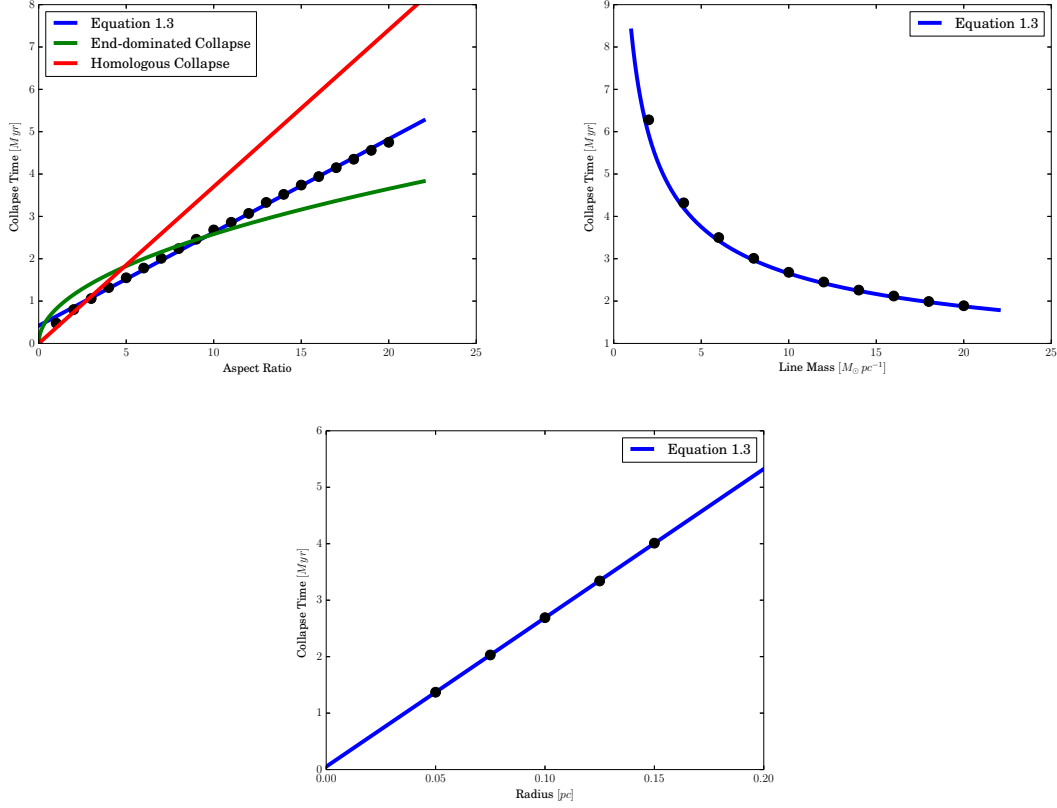 Equation 1.3
End-dominated Collapse
Homologous Collapse
8
7
6
5
4
3
2
1
0
Collapse Time [Myr]
0 5 10 15 20 25
Aspect Ratio
Equation 1.3
9
8
7
6
5
4
3
2
1
Collapse Time [Myr]
0 5 10 15 20 25
Line Mass [M⊙ pc⁻¹]
Equation 1.3
6
5
4
3
2
1
0
Collapse Time [Myr]
0.00 0.05 0.10 0.15 0.20
Radius [pc]